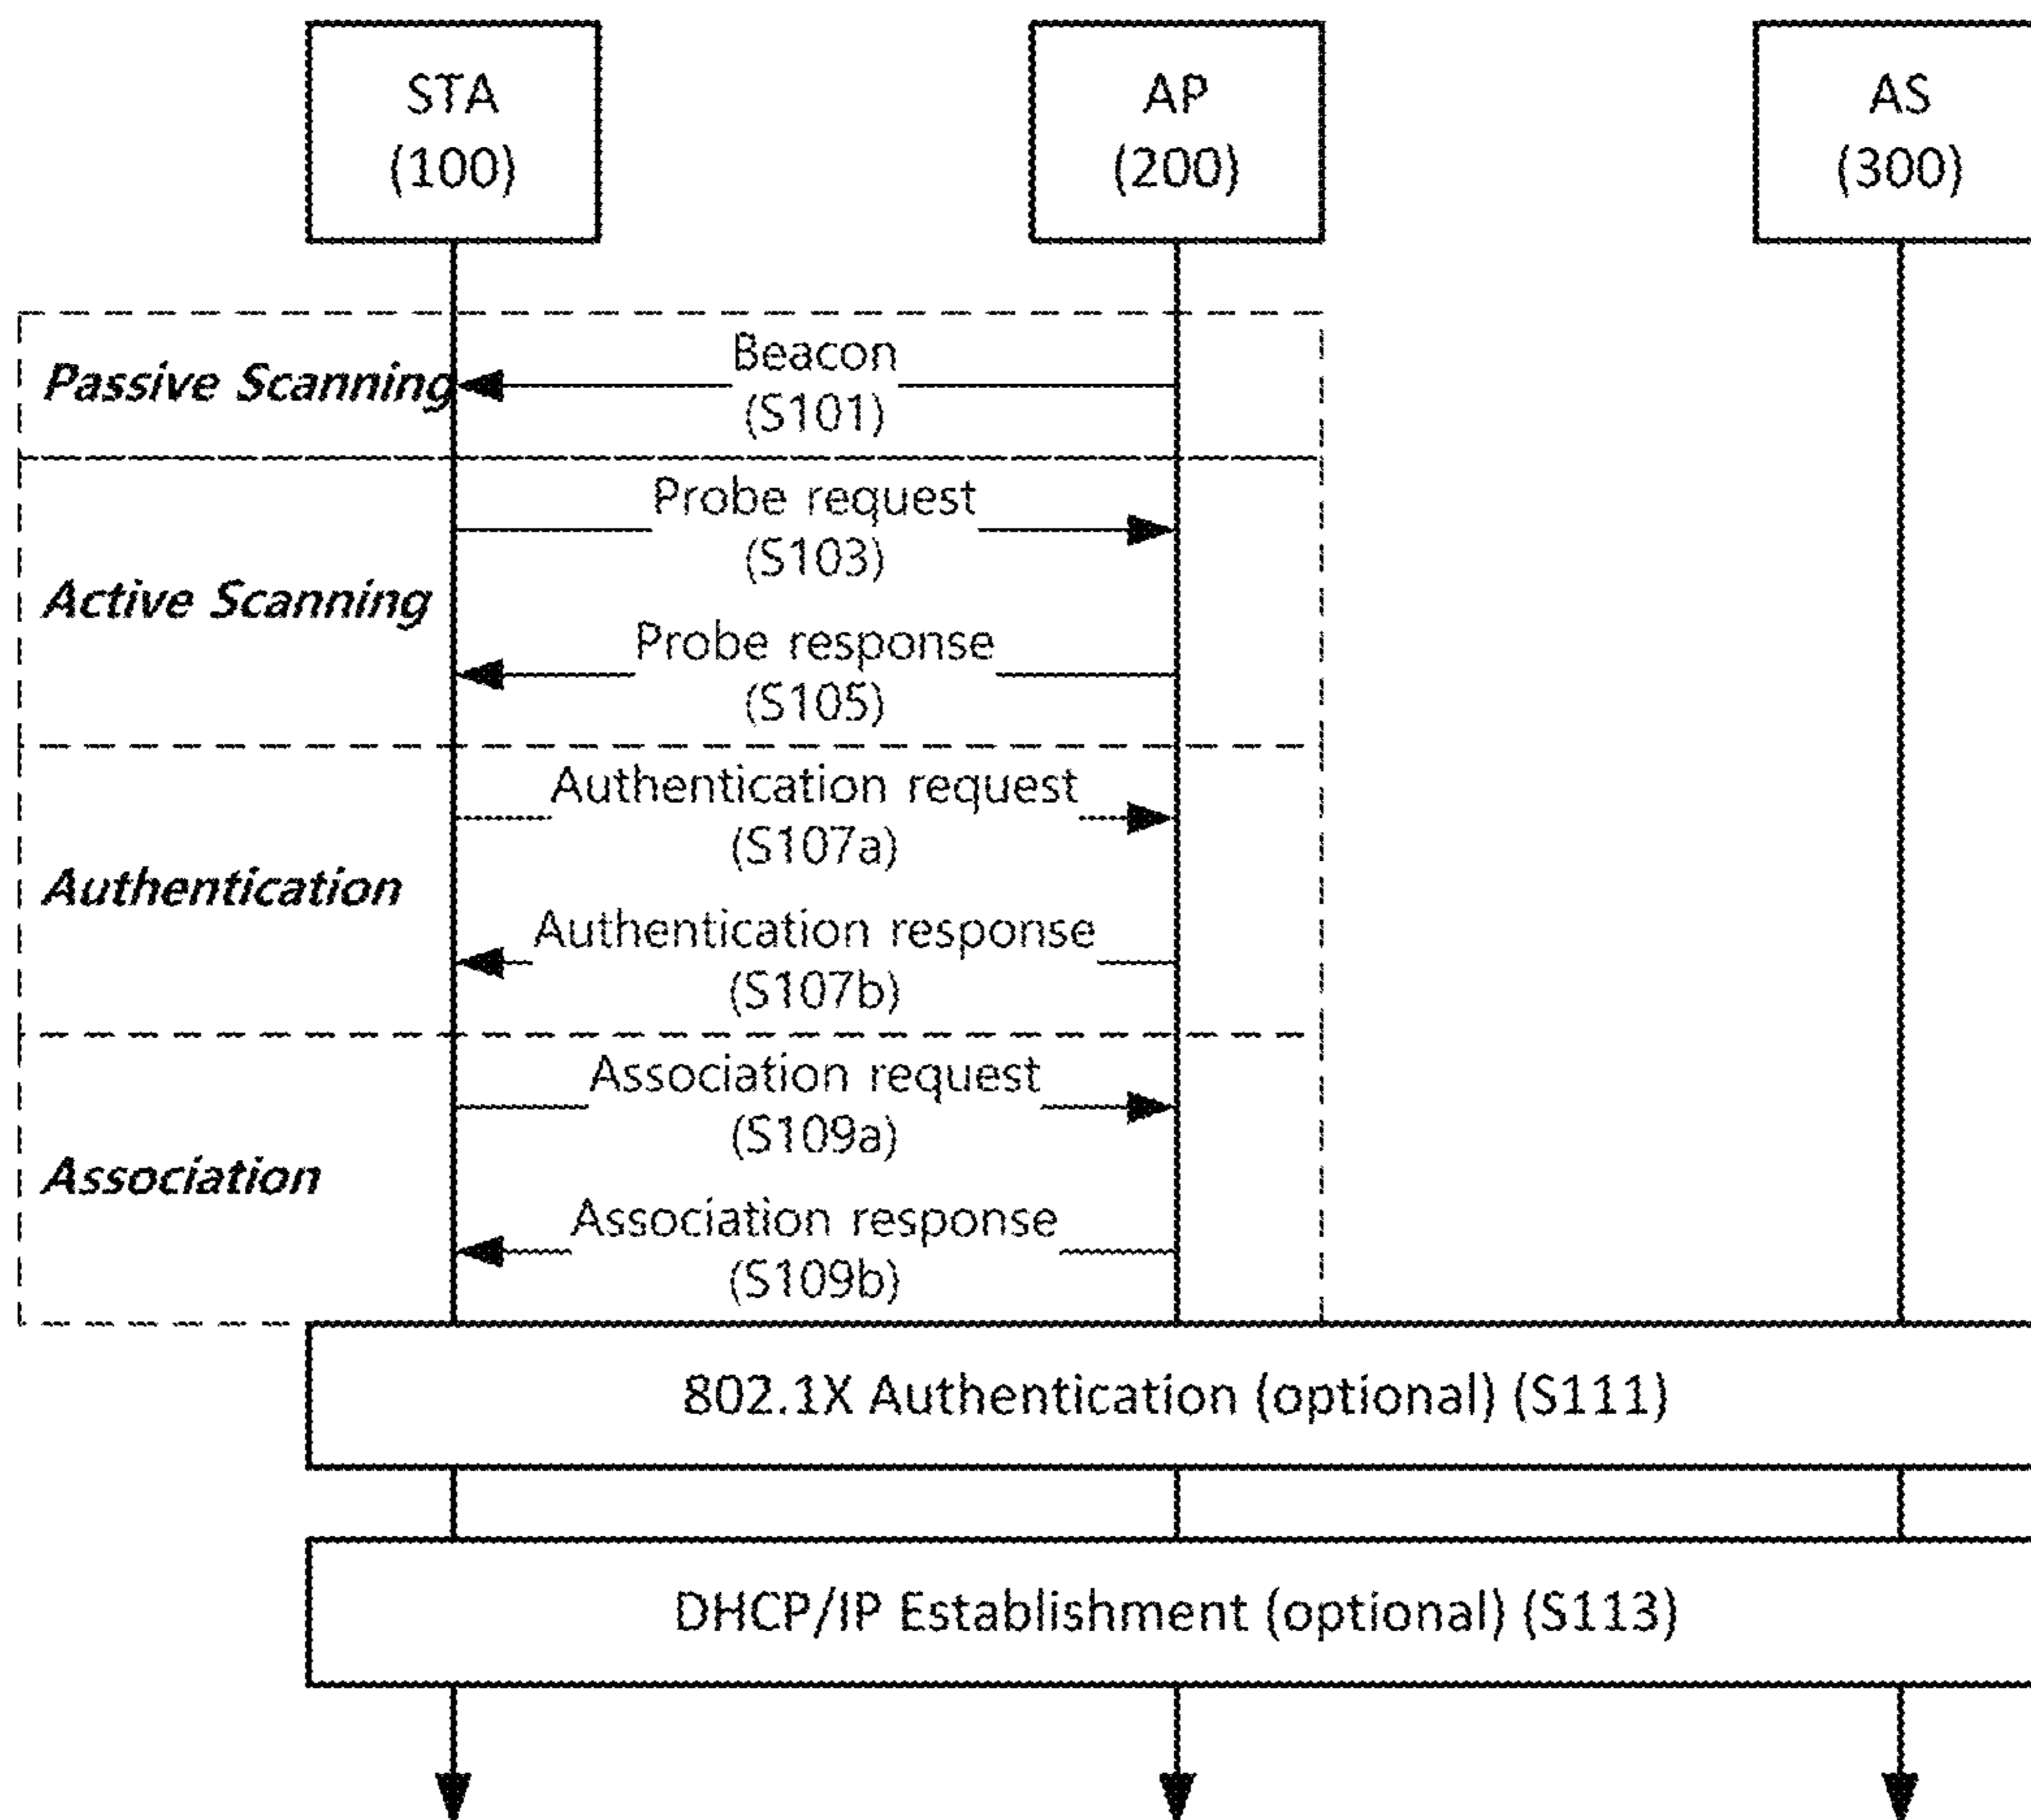 STA
(100)
AP
(200)
AS
(300)
Passive Scanning
Beacon
(S101)
Active Scanning
Probe request
(S103)
Probe response
(S105)
Authentication
Authentication request
(S107a)
Authentication response
(S107b)
Association
Association request
(S109a)
Association response
(S109b)
802.1X Authentication (optional) (S111)
DHCP/IP Establishment (optional) (S113)